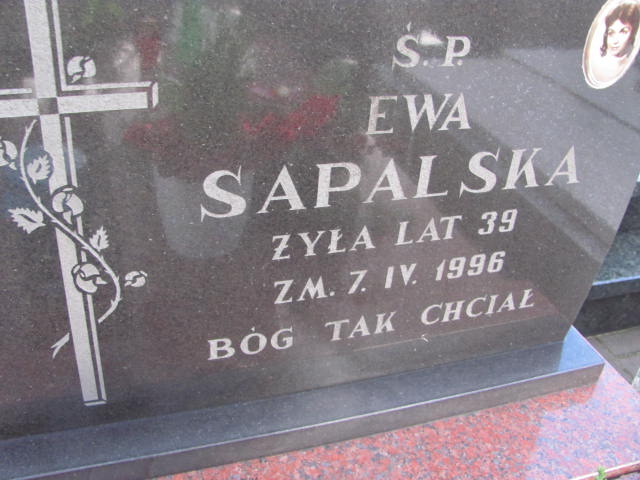 Ś. P.
EWA
SAPALSKA
ŻYŁA LAT 39
ZM. 7. IV. 1996
BÓG TAK CHCIAŁ